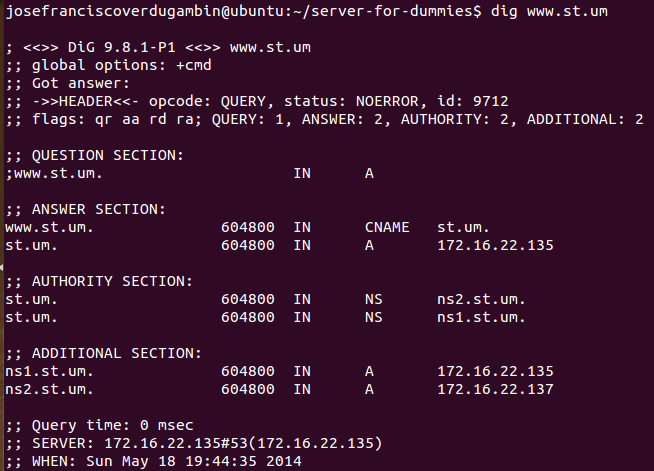 josefranciscoverdugambin@ubuntu:~/server-for-dummies$ dig www.st.um
; <<>> DiG 9.8.1-P1 <<>> www.st.um
;; global options: +cmd
;; Got answer:
;; ->>HEADER<<- opcode: QUERY, status: NOERROR, id: 9712
;; flags: qr aa rd ra; QUERY: 1, ANSWER: 2, AUTHORITY: 2, ADDITIONAL: 2
;; QUESTION SECTION:
;www.st.um. IN A
;; ANSWER SECTION:
www.st.um. 604800 IN CNAME st.um.
st.um. 604800 IN A 172.16.22.135
;; AUTHORITY SECTION:
st.um. 604800 IN NS ns2.st.um.
st.um. 604800 IN NS ns1.st.um.
;; ADDITIONAL SECTION:
ns1.st.um. 604800 IN A 172.16.22.135
ns2.st.um. 604800 IN A 172.16.22.137
;; Query time: 0 msec
;; SERVER: 172.16.22.135#53(172.16.22.135)
;; WHEN: Sun May 18 19:44:35 2014